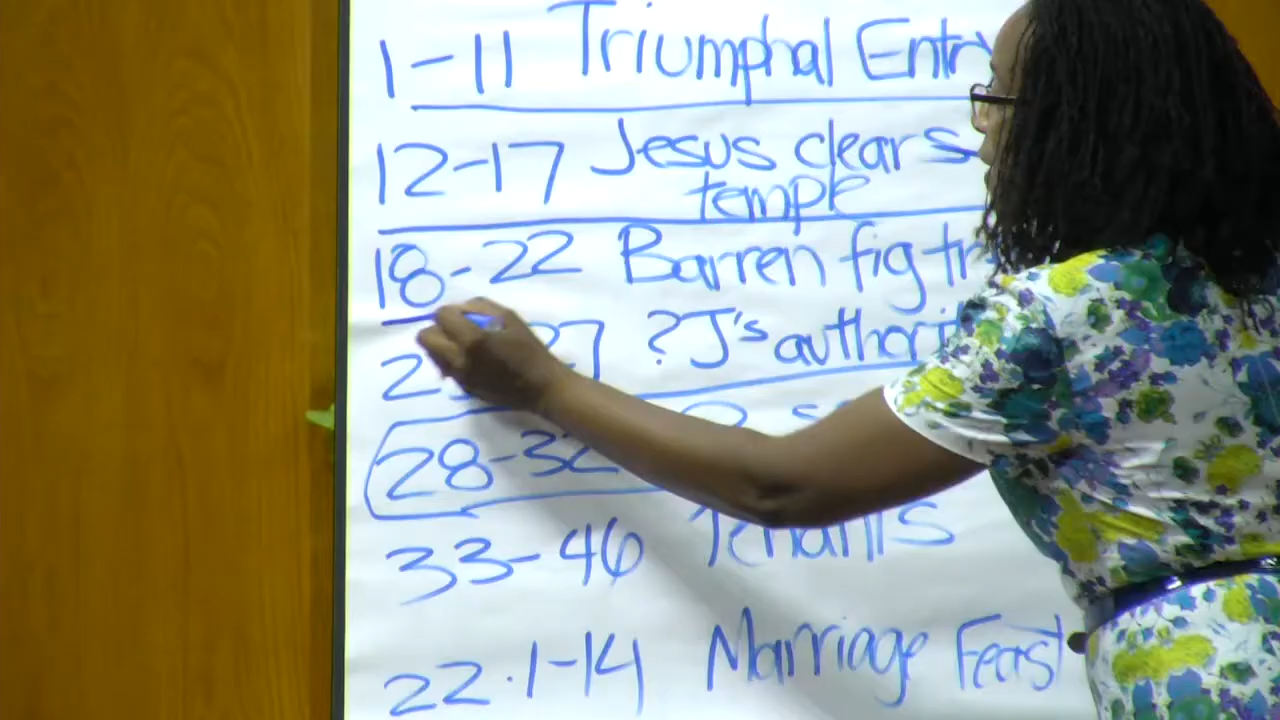 1-11 Triumphal Entry
12-17 Jesus clears
temple
18-22 Barren fig
27 ? J's
28-32
33-46 Tenants
22.1-14 Marriage Feast